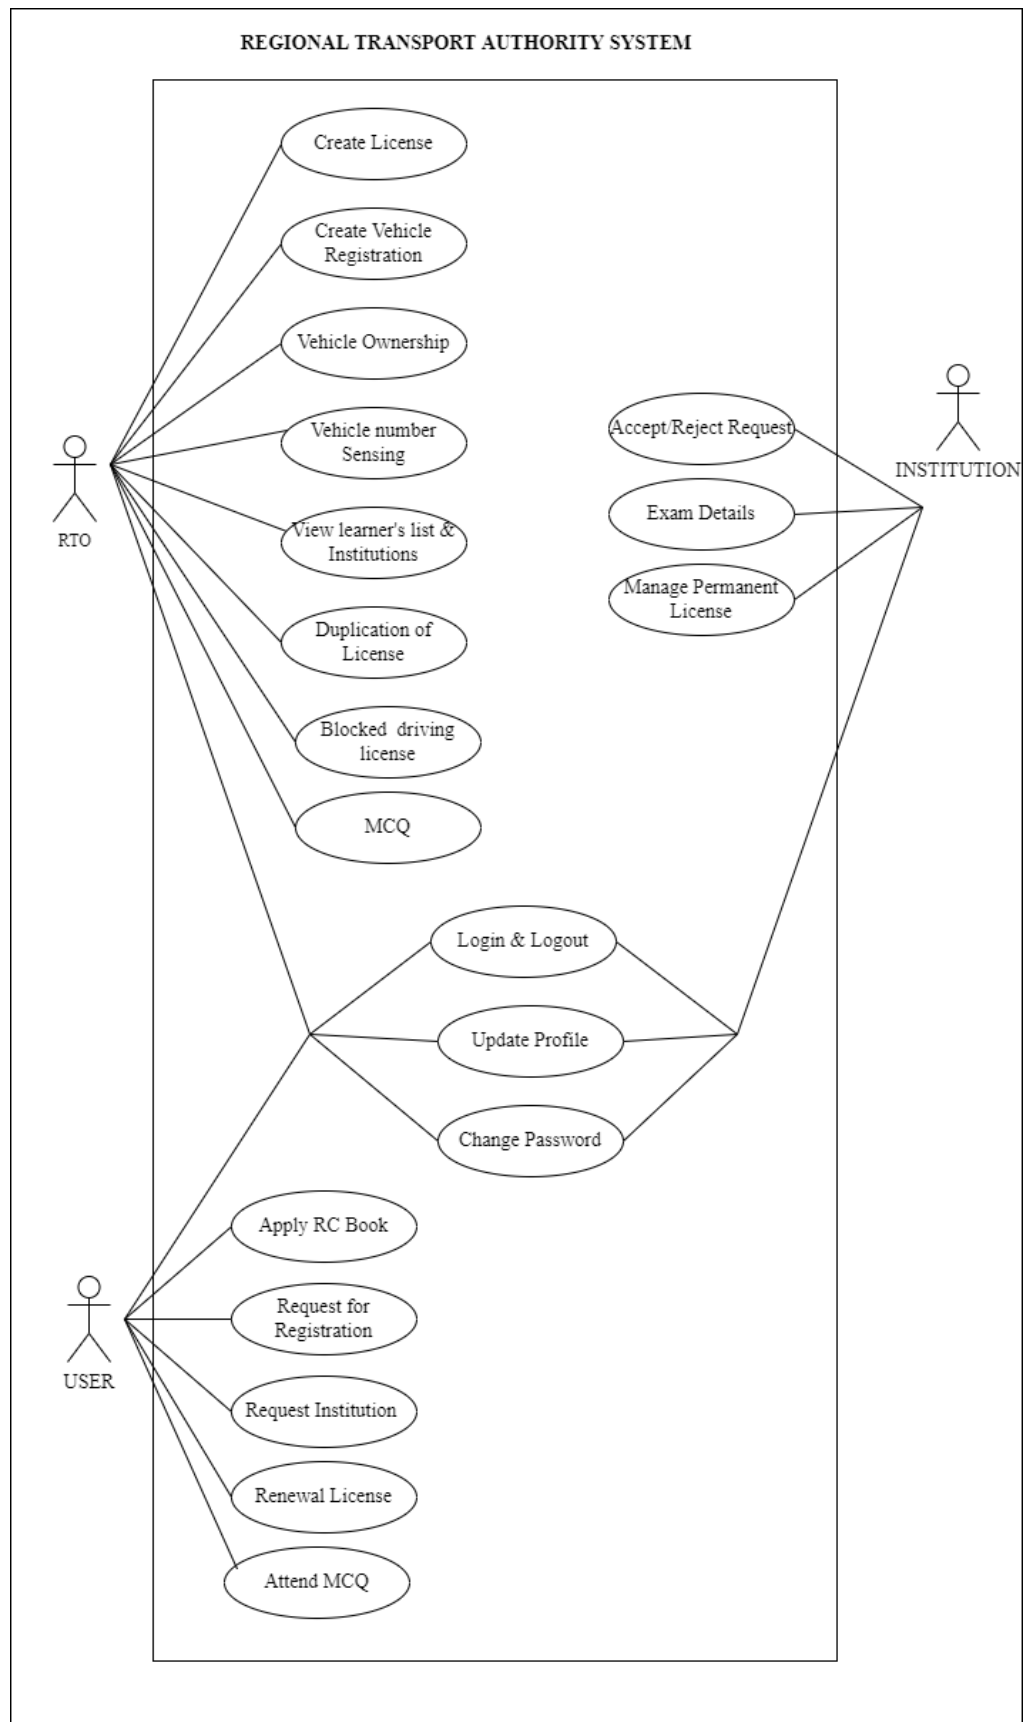 REGIONAL TRANSPORT AUTHORITY SYSTEM
Create License
Create Vehicle
Registration
Vehicle Ownership
Vehicle number
Sensing
View learner's list &
Institutions
Duplication of
License
Blocked driving
license
MCQ
RTO
Accept/Reject Request
Exam Details
Manage Permanent
License
INSTITUTION
Login & Logout
Update Profile
Change Password
Apply RC Book
Request for
Registration
Request Institution
Renewal License
Attend MCQ
USER